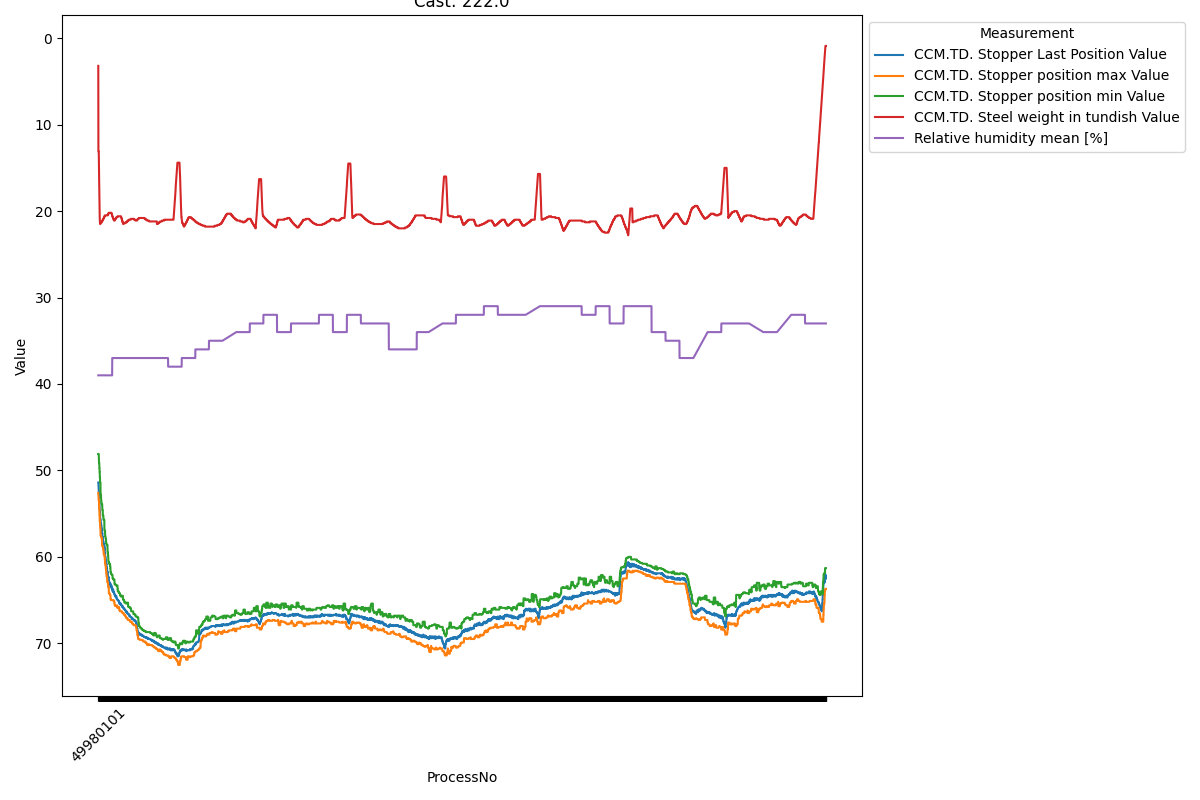 Cast: 222.0
Measurement
CCM.TD. Stopper Last Position Value
CCM.TD. Stopper position max Value
CCM.TD. Stopper position min Value
CCM.TD. Steel weight in tundish Value
Relative humidity mean [%]
Value
0
10
20
30
40
50
60
70
49980101
ProcessNo